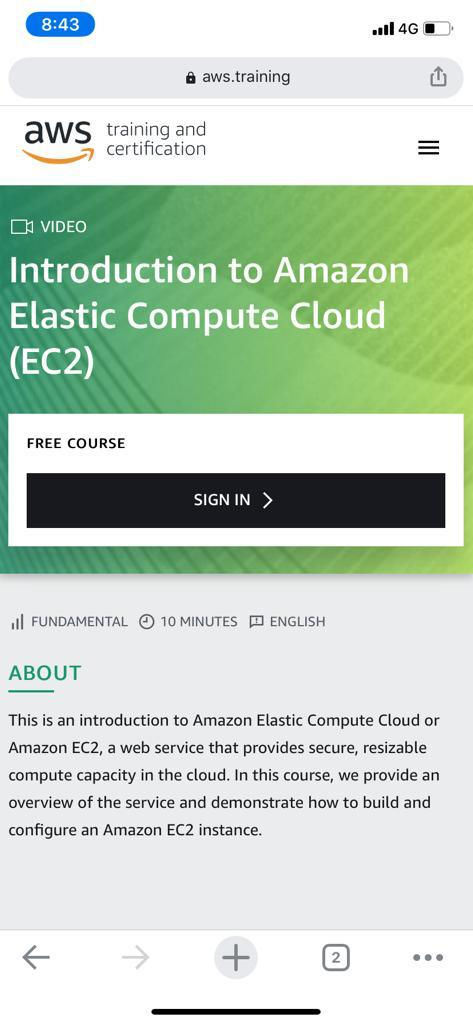 8:43
4G
aws.training
aws training and
certification
VIDEO
Introduction to Amazon
Elastic Compute Cloud
(EC2)
FREE COURSE
SIGN IN
FUNDAMENTAL 10 MINUTES ENGLISH
ABOUT
This is an introduction to Amazon Elastic Compute Cloud or
Amazon EC2, a web service that provides secure, resizable
compute capacity in the cloud. In this course, we provide an
overview of the service and demonstrate how to build and
configure an Amazon EC2 instance.
2